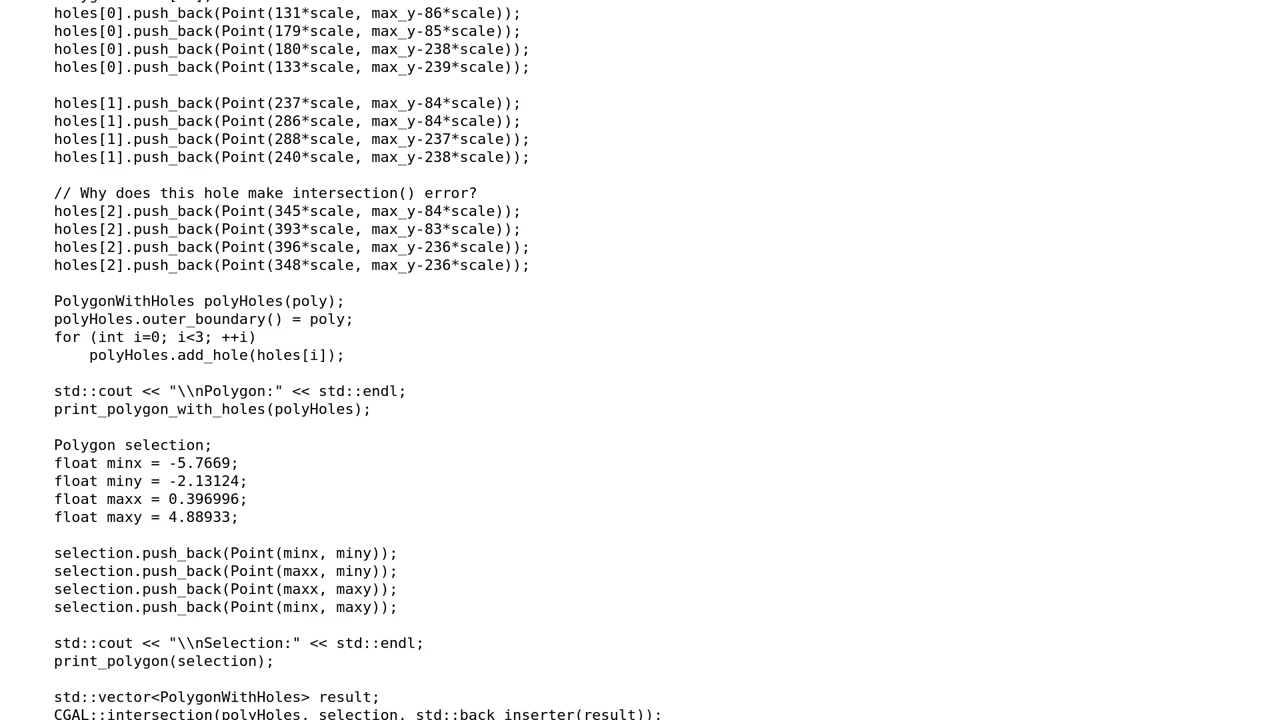 holes[0].push_back(Point(131*scale, max_y-86*scale));
holes[0].push_back(Point(179*scale, max_y-85*scale));
holes[0].push_back(Point(180*scale, max_y-238*scale));
holes[0].push_back(Point(133*scale, max_y-239*scale));
holes[1].push_back(Point(237*scale, max_y-84*scale));
holes[1].push_back(Point(286*scale, max_y-84*scale));
holes[1].push_back(Point(288*scale, max_y-237*scale));
holes[1].push_back(Point(240*scale, max_y-238*scale));
// Why does this hole make intersection() error?
holes[2].push_back(Point(345*scale, max_y-84*scale));
holes[2].push_back(Point(393*scale, max_y-83*scale));
holes[2].push_back(Point(396*scale, max_y-236*scale));
holes[2].push_back(Point(348*scale, max_y-236*scale));
PolygonWithHoles polyHoles(poly);
polyHoles.outer_boundary() = poly;
for (int i=0; i<3; ++i)
    polyHoles.add_hole(holes[i]);
std::cout << "\\nPolygon:" << std::endl;
print_polygon_with_holes(polyHoles);
Polygon selection;
float minx = -5.7669;
float miny = -2.13124;
float maxx = 0.396996;
float maxy = 4.88933;
selection.push_back(Point(minx, miny));
selection.push_back(Point(maxx, miny));
selection.push_back(Point(maxx, maxy));
selection.push_back(Point(minx, maxy));
std::cout << "\\nSelection:" << std::endl;
print_polygon(selection);
std::vector<PolygonWithHoles> result;
CGAL::intersection(polyHoles, selection, std::back_inserter(result));